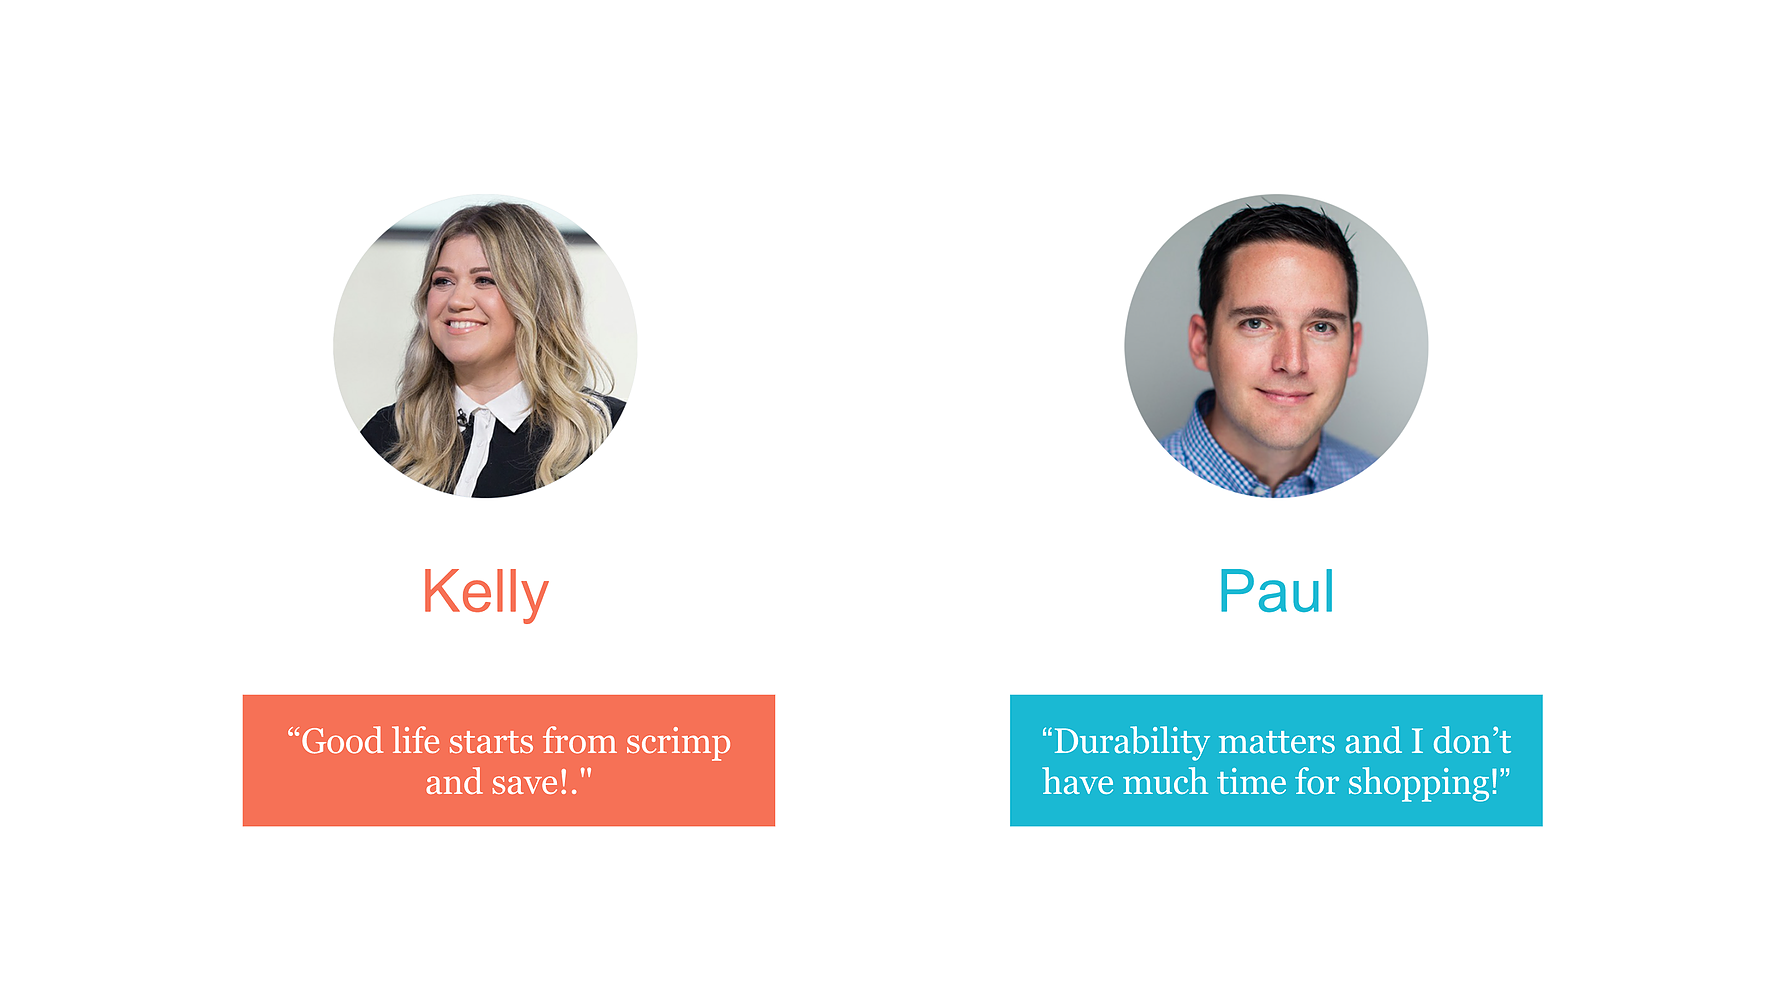 Kelly
“Good life starts from scrimp
and save!."
Paul
“Durability matters and I don’t
have much time for shopping!”